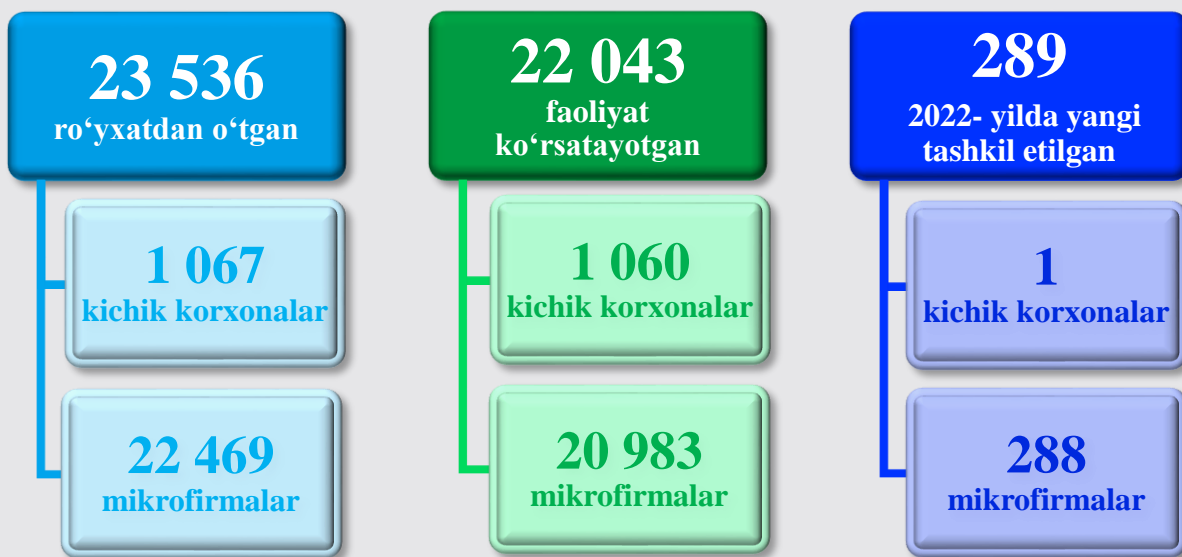 23 536
ro‘yxatdan o‘tgan
1 067
kichik korxonalar
22 469
mikrofirmalar
22 043
faoliyat
ko‘rsatayotgan
1 060
kichik korxonalar
20 983
mikrofirmalar
289
2022- yilda yangi
tashkil etilgan
1
kichik korxonalar
288
mikrofirmalar